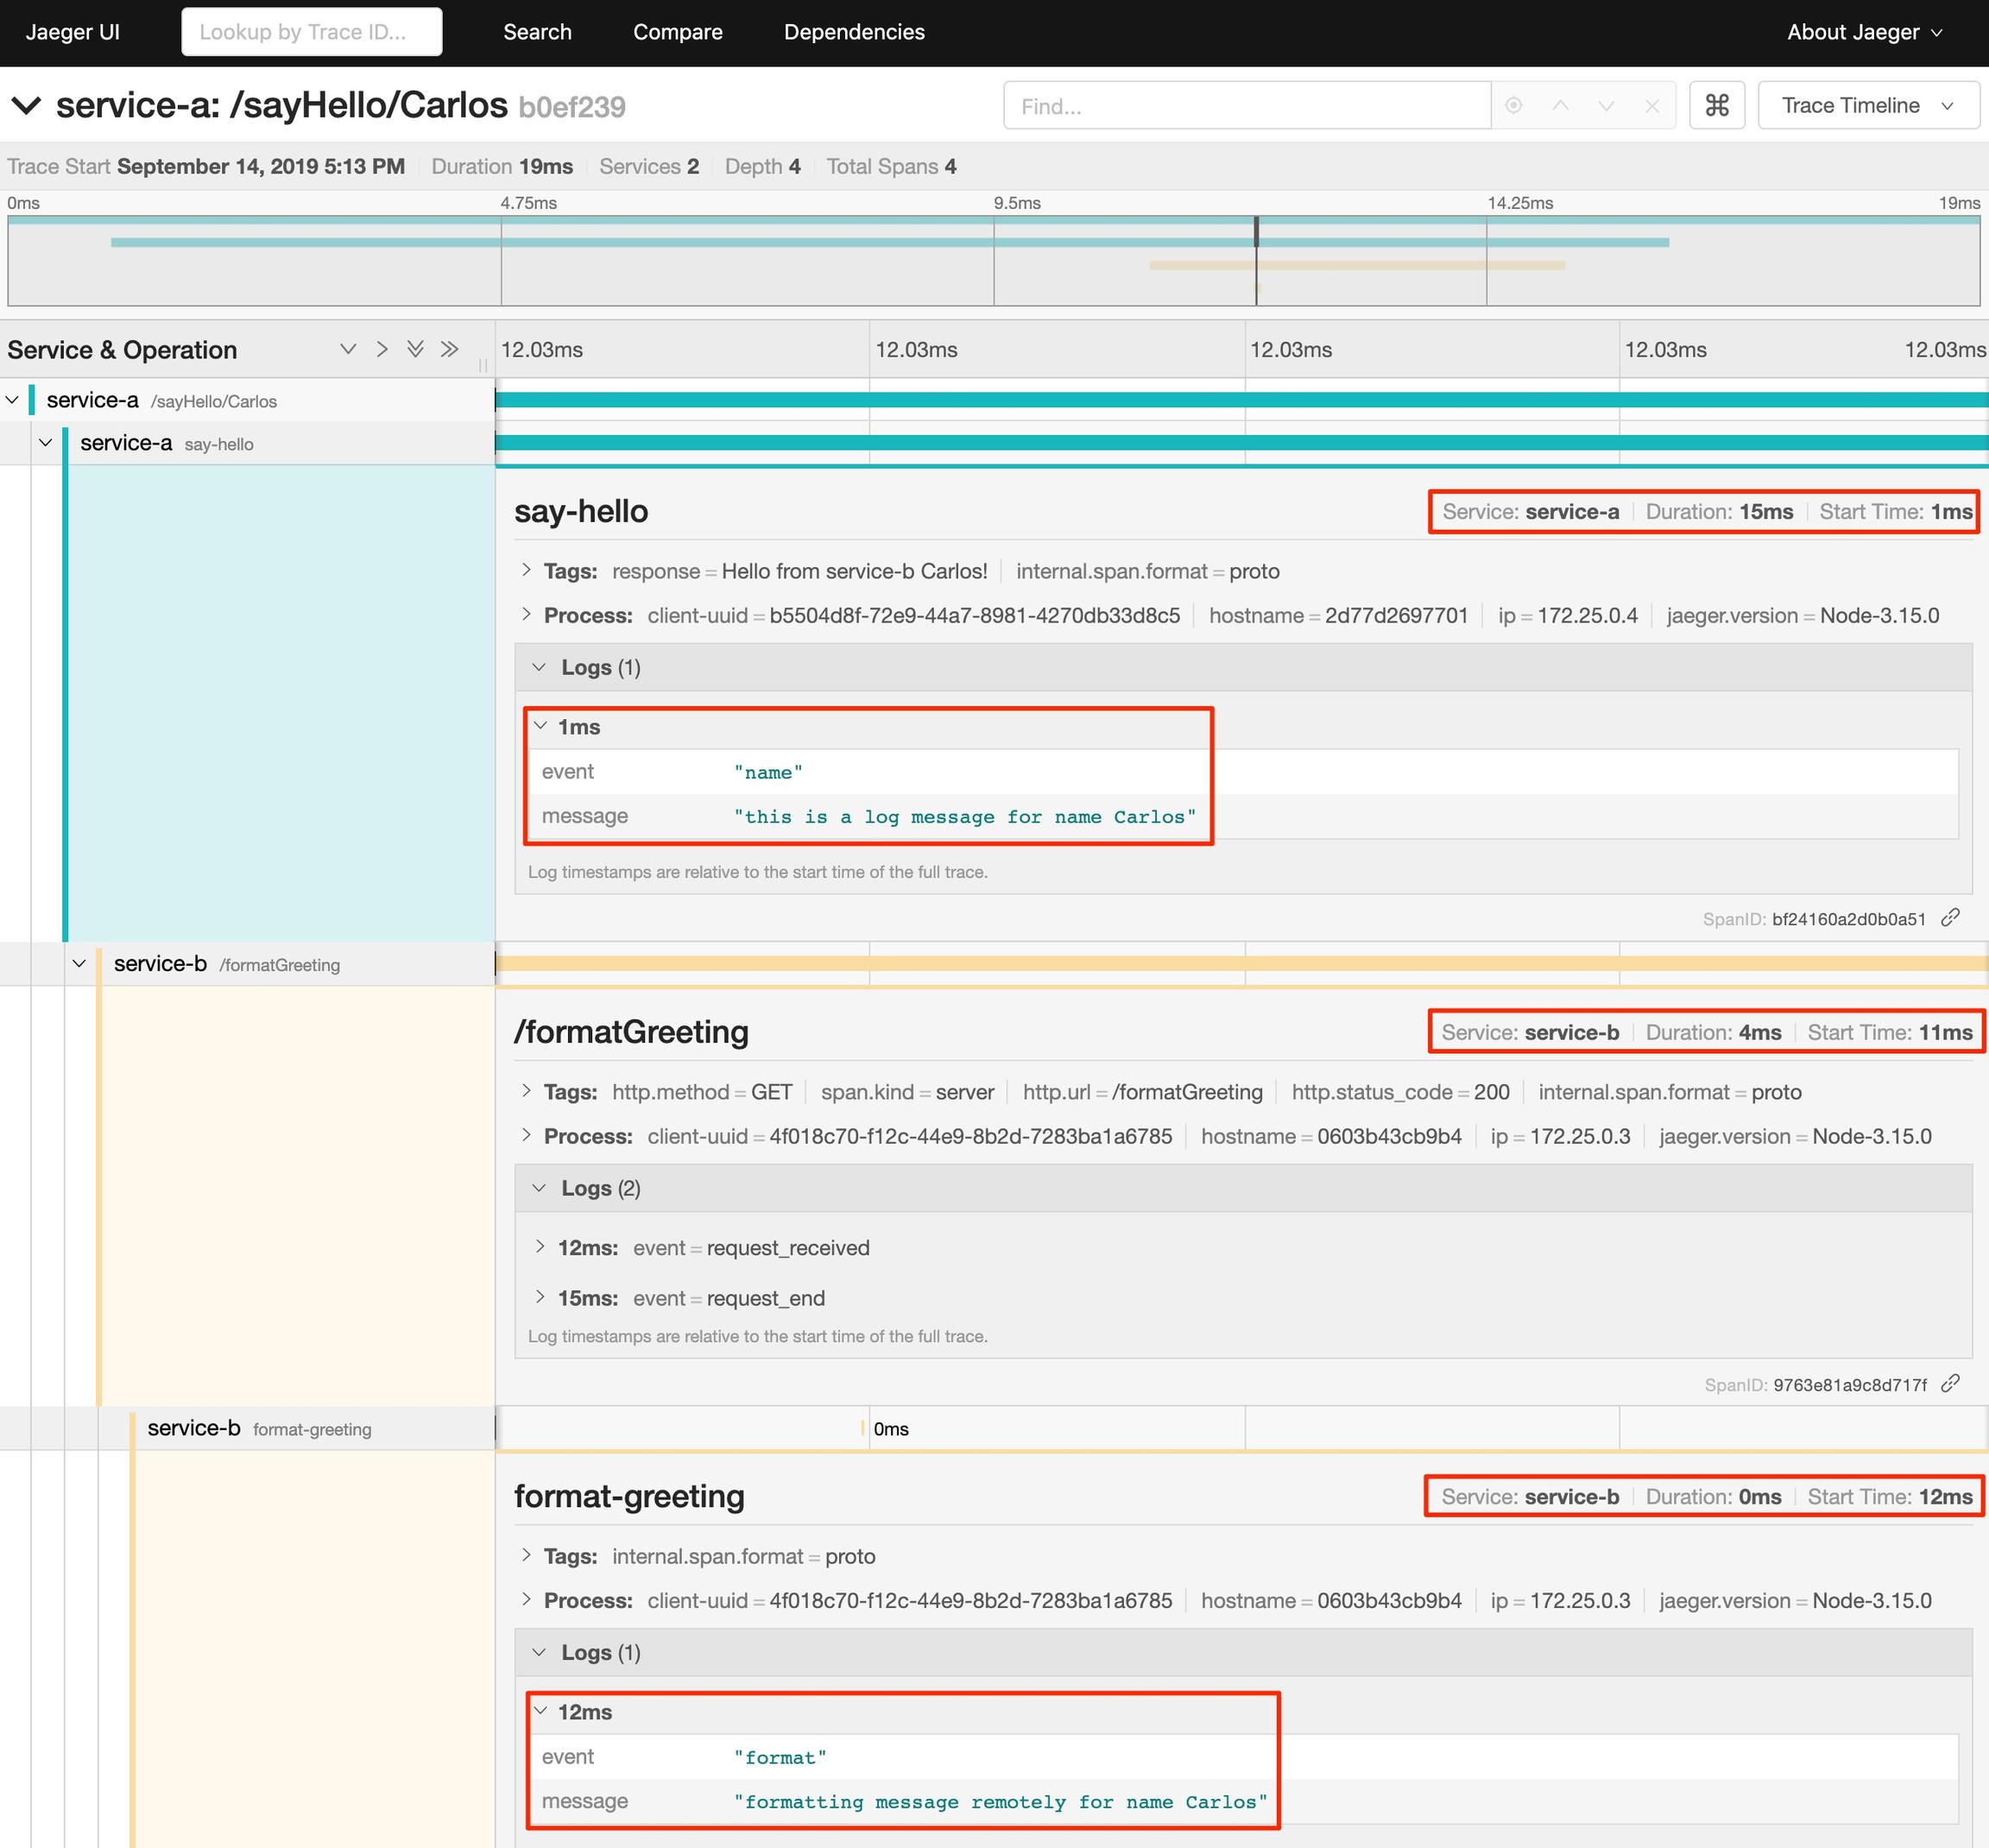 Jaeger UI Lookup by Trace ID... Search Compare Dependencies About Jaeger
service-a: /sayHello/Carlos b0ef239 Find... ⌘ Trace Timeline
Trace Start September 14, 2019 5:13 PM Duration 19ms Services 2 Depth 4 Total Spans 4
0ms 4.75ms 9.5ms 14.25ms 19ms
Service & Operation 12.03ms 12.03ms 12.03ms 12.03ms 12.03ms
service-a /sayHello/Carlos
service-a say-hello
say-hello Service: service-a Duration: 15ms Start Time: 1ms
Tags: response = Hello from service-b Carlos! internal.span.format = proto
Process: client-uuid = b5504d8f-72e9-44a7-8981-4270db33d8c5 hostname = 2d77d2697701 ip = 172.25.0.4 jaeger.version = Node-3.15.0
Logs (1)
1ms
event "name"
message "this is a log message for name Carlos"
Log timestamps are relative to the start time of the full trace.
SpanID: bf24160a2d0b0a51
service-b /formatGreeting
/formatGreeting Service: service-b Duration: 4ms Start Time: 11ms
Tags: http.method = GET span.kind = server http.url = /formatGreeting http.status_code = 200 internal.span.format = proto
Process: client-uuid = 4f018c70-f12c-44e9-8b2d-7283ba1a6785 hostname = 0603b43cb9b4 ip = 172.25.0.3 jaeger.version = Node-3.15.0
Logs (2)
12ms: event = request_received
15ms: event = request_end
Log timestamps are relative to the start time of the full trace.
SpanID: 9763e81a9c8d717f
service-b format-greeting 0ms
format-greeting Service: service-b Duration: 0ms Start Time: 12ms
Tags: internal.span.format = proto
Process: client-uuid = 4f018c70-f12c-44e9-8b2d-7283ba1a6785 hostname = 0603b43cb9b4 ip = 172.25.0.3 jaeger.version = Node-3.15.0
Logs (1)
12ms
event "format"
message "formatting message remotely for name Carlos"